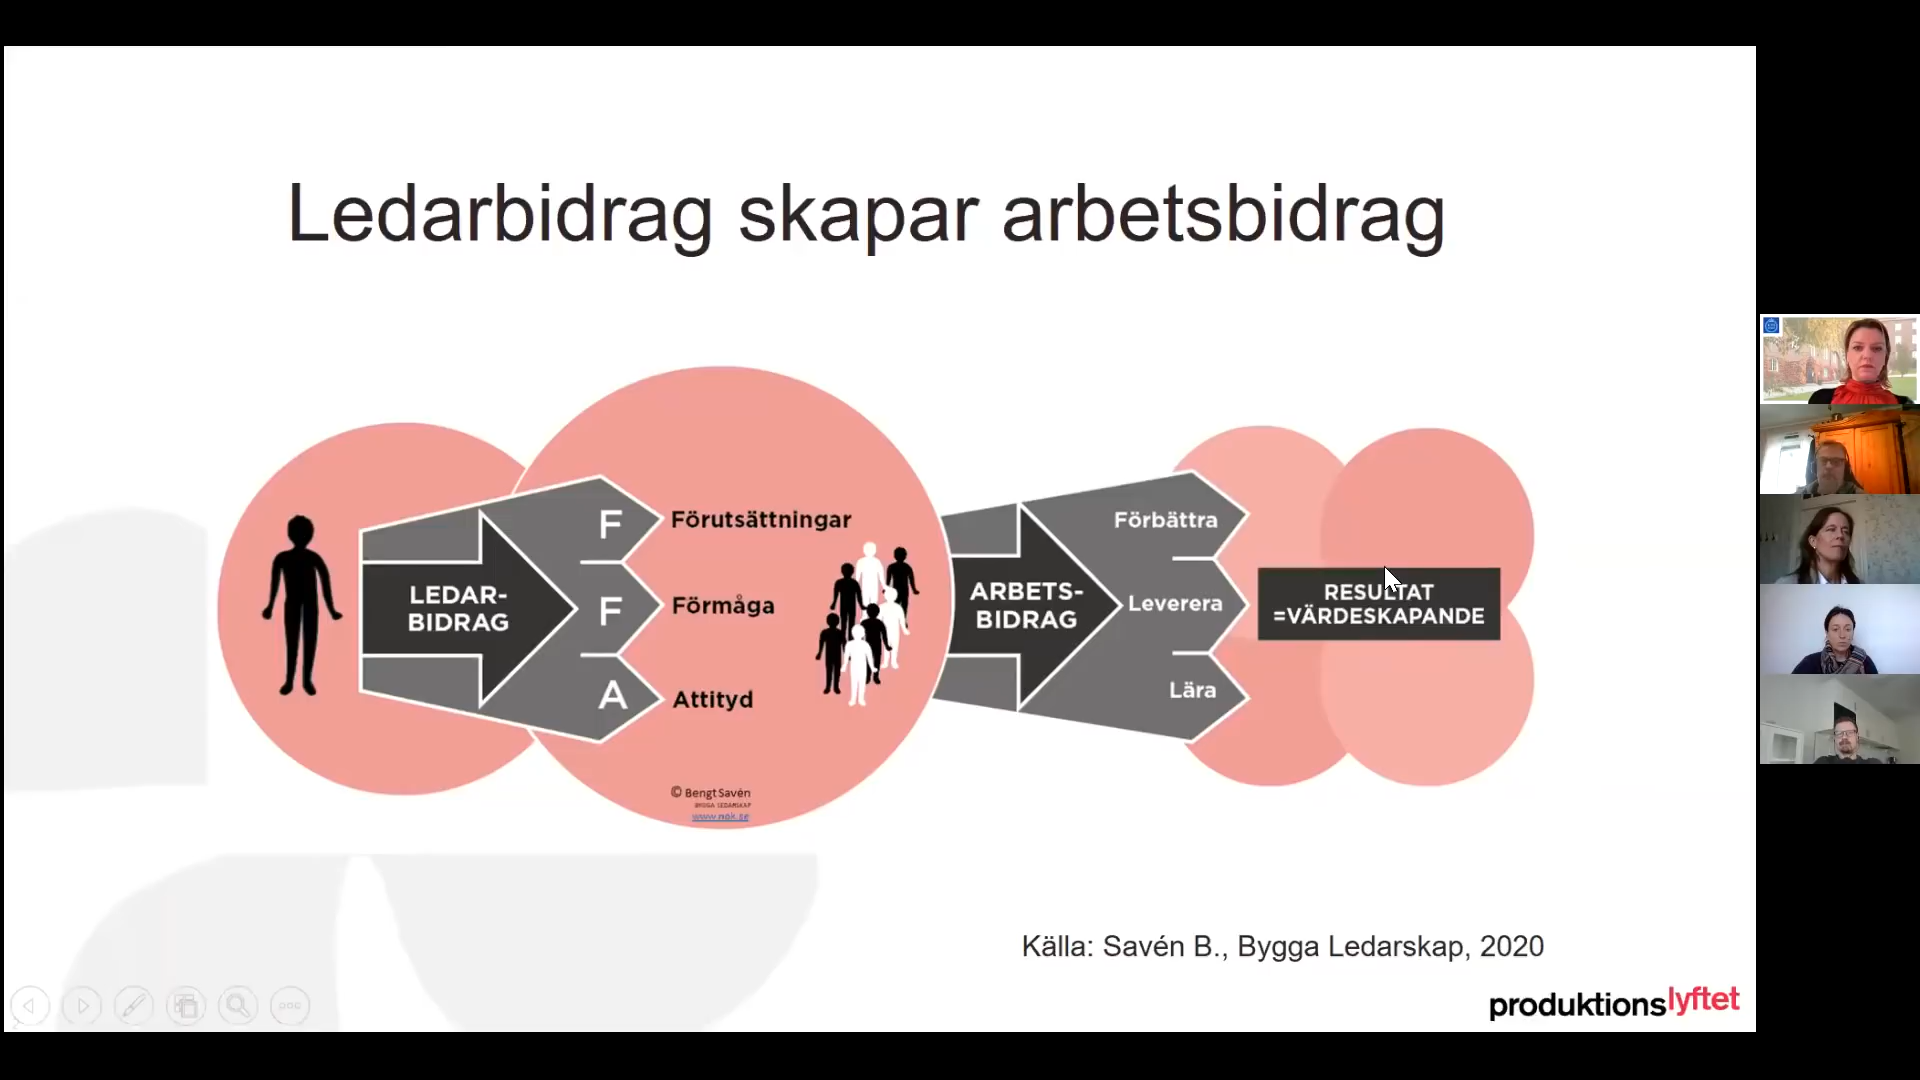 Ledarbidrag skapar arbetsbidrag
LEDAR-
BIDRAG
F
Förutsättningar
F
Förmåga
A
Attityd
© Bengt Savén
BYGGA LEDARSKAP
www.nok.se
ARBETS-
BIDRAG
Förbättra
Leverera
Lära
RESULTAT
=VÄRDESKAPANDE
Källa: Savén B., Bygga Ledarskap, 2020
produktionslyftet